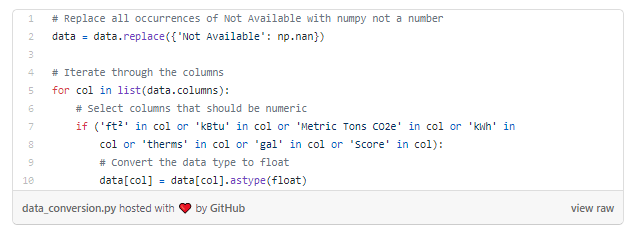 1 # Replace all occurrences of Not Available with numpy not a number
2 data = data.replace({'Not Available': np.nan})
3
4 # Iterate through the columns
5 for col in list(data.columns):
6     # Select columns that should be numeric
7     if ('ft²' in col or 'kBtu' in col or 'Metric Tons CO2e' in col or 'kWh' in
8         col or 'therms' in col or 'gal' in col or 'Score' in col):
9         # Convert the data type to float
10         data[col] = data[col].astype(float)
data_conversion.py hosted with ❤ by GitHub view raw